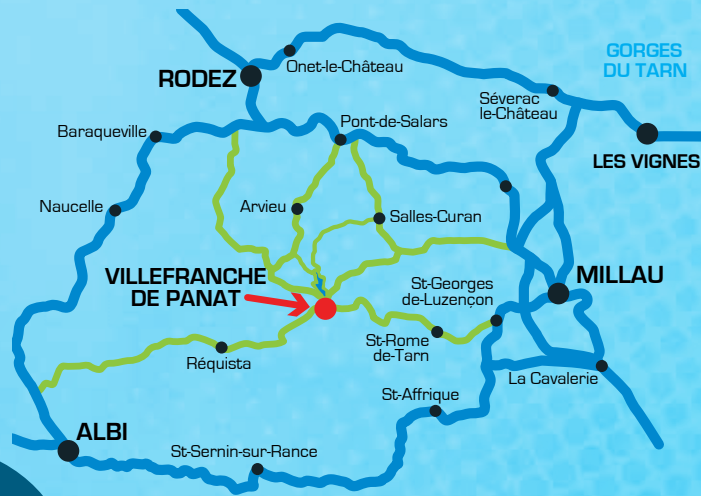 GORGES
DU TARN
Onet-le-Château
RODEZ
Séverac
le-Château
Pont-de-Salars
Baraqueville
LES VIGNES
Naucelle
Arvieu
Salles-Curan
VILLEFRANCHE
DE PANAT
St-Georges
de-Luzençon
MILLAU
St-Rome
de-Tarn
Réquista
La Cavalerie
St-Affrique
ALBI
St-Sernin-sur-Rance